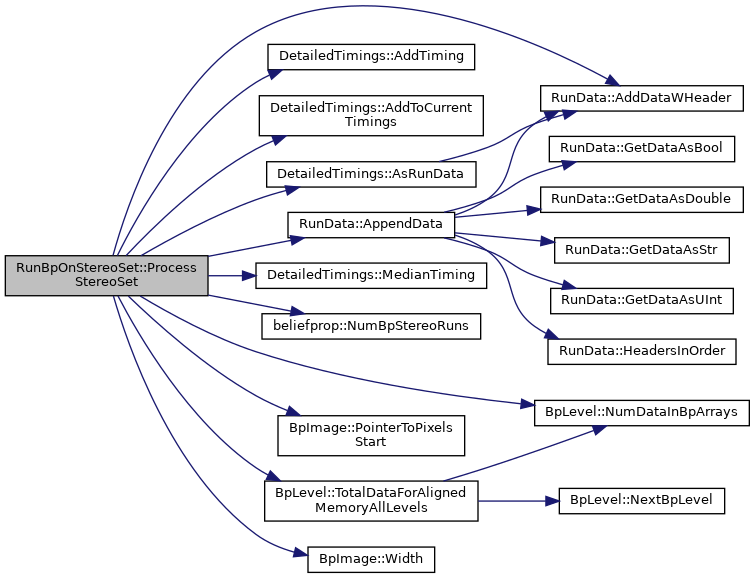 RunBpOnStereoSet::Process
StereoSet
DetailedTimings::AddTiming
DetailedTimings::AddToCurrent
Timings
DetailedTimings::AsRunData
RunData::AppendData
DetailedTimings::MedianTiming
beliefprop::NumBpStereoRuns
BpImage::PointerToPixels
Start
BpLevel::TotalDataForAligned
MemoryAllLevels
BpImage::Width
RunData::AddDataWHeader
RunData::GetDataAsBool
RunData::GetDataAsDouble
RunData::GetDataAsStr
RunData::GetDataAsUInt
RunData::HeadersInOrder
BpLevel::NumDataInBpArrays
BpLevel::NextBpLevel